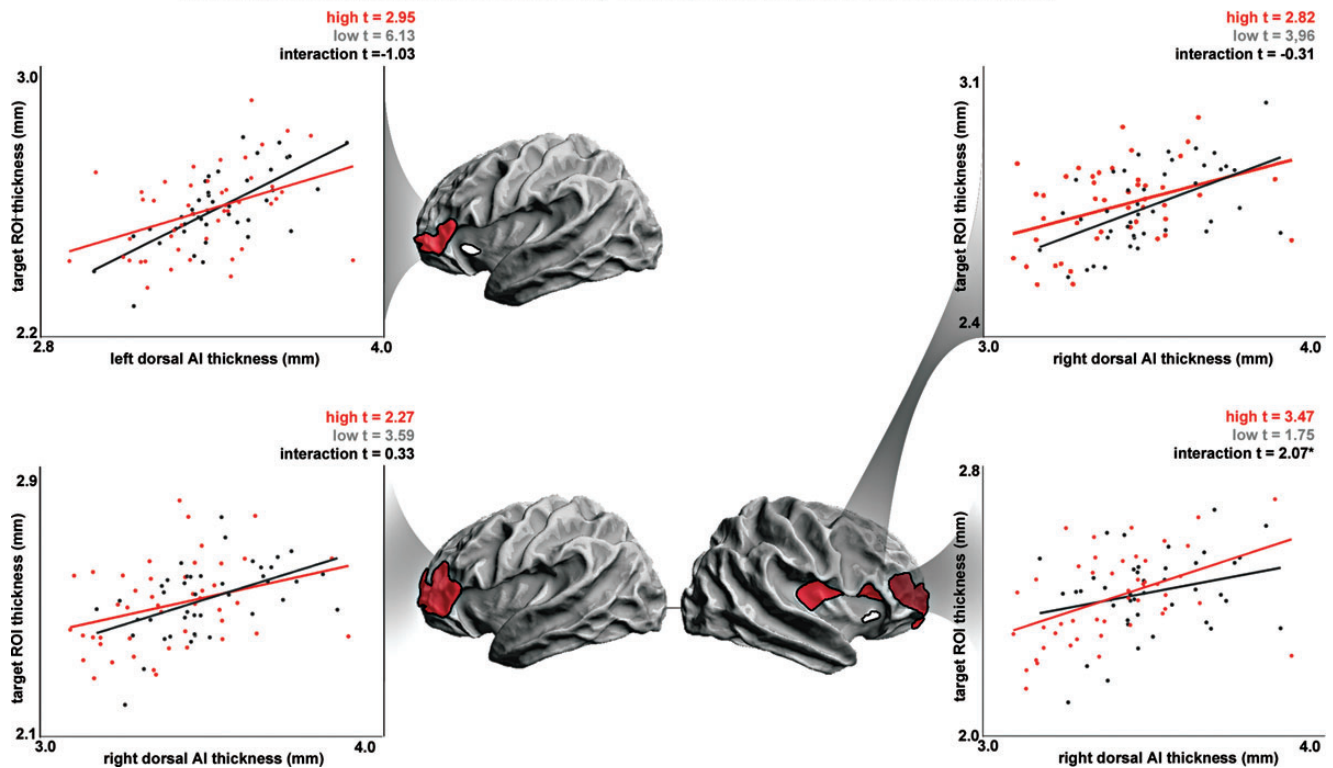 high t = 2.95
low t = 6.13
interaction t =-1.03
3.0
target ROI thickness (mm)
2.2
2.8
4.0
left dorsal AI thickness (mm)
high t = 2.82
low t = 3,96
interaction t = -0.31
3.1
target ROI thickness (mm)
2.4
3.0
4.0
right dorsal AI thickness (mm)
high t = 2.27
low t = 3.59
interaction t = 0.33
2.9
target ROI thickness (mm)
2.1
3.0
4.0
right dorsal AI thickness (mm)
high t = 3.47
low t = 1.75
interaction t = 2.07*
2.8
target ROI thickness (mm)
2.0
3.0
4.0
right dorsal AI thickness (mm)